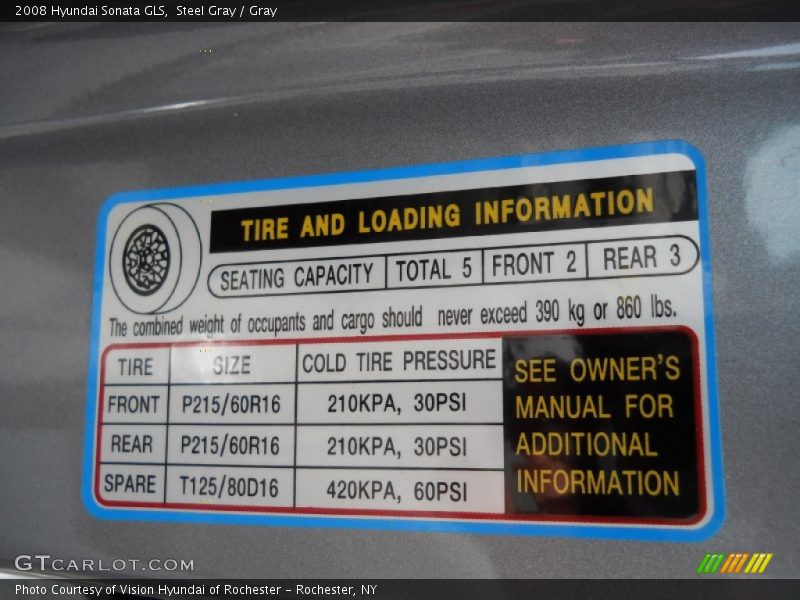 2008 Hyundai Sonata GLS, Steel Gray / Gray
TIRE AND LOADING INFORMATION
SEATING CAPACITY TOTAL 5 FRONT 2 REAR 3
The combined weight of occupants and cargo should never exceed 390 kg or 860 lbs.
TIRE SIZE COLD TIRE PRESSURE
FRONT P215/60R16 210KPA, 30PSI
REAR P215/60R16 210KPA, 30PSI
SPARE T125/80D16 420KPA, 60PSI
SEE OWNER'S
MANUAL FOR
ADDITIONAL
INFORMATION
GTCARLOT.COM
Photo Courtesy of Vision Hyundai of Rochester - Rochester, NY